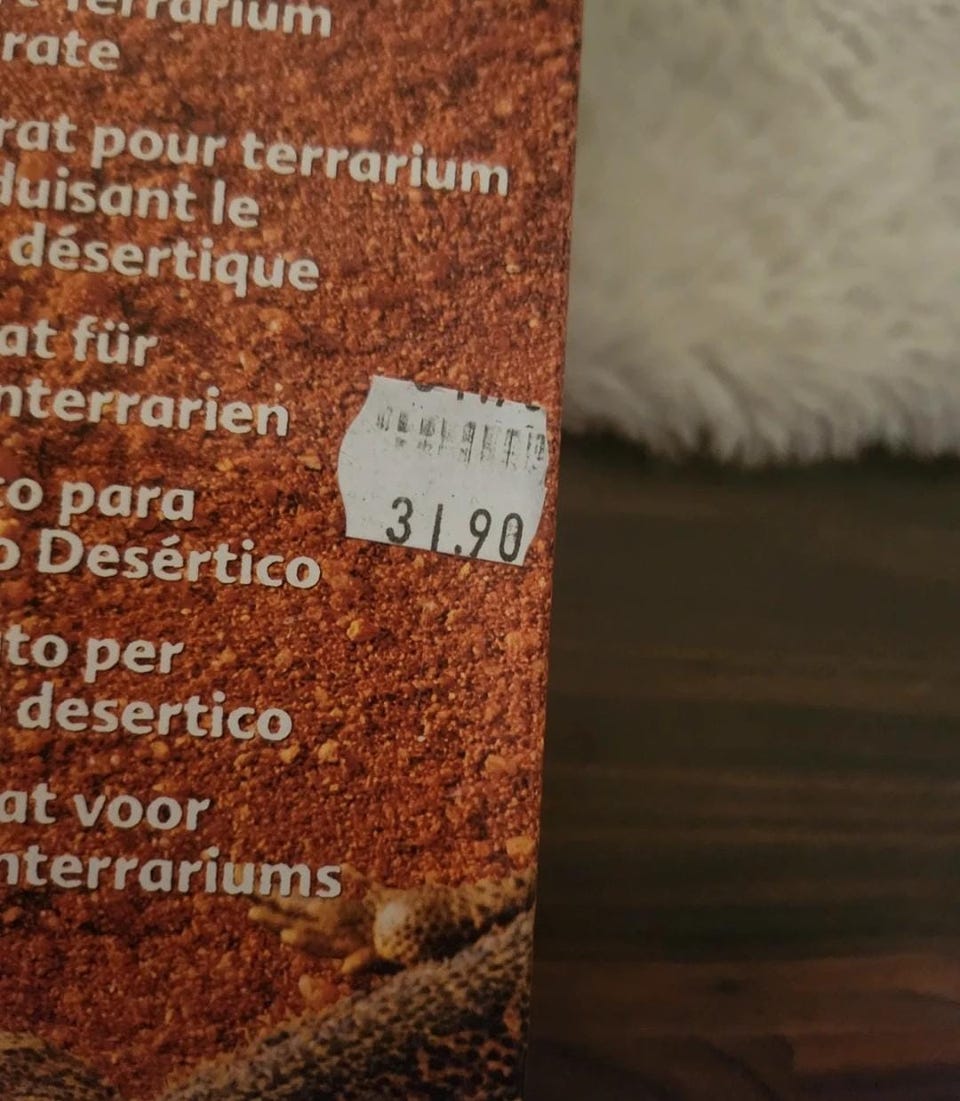 Terrarium
rate
rat pour terrarium
duisant le
désertique
at für
nterrarien
31.90
to para
o Desértico
to per
desertico
at voor
nterrariums